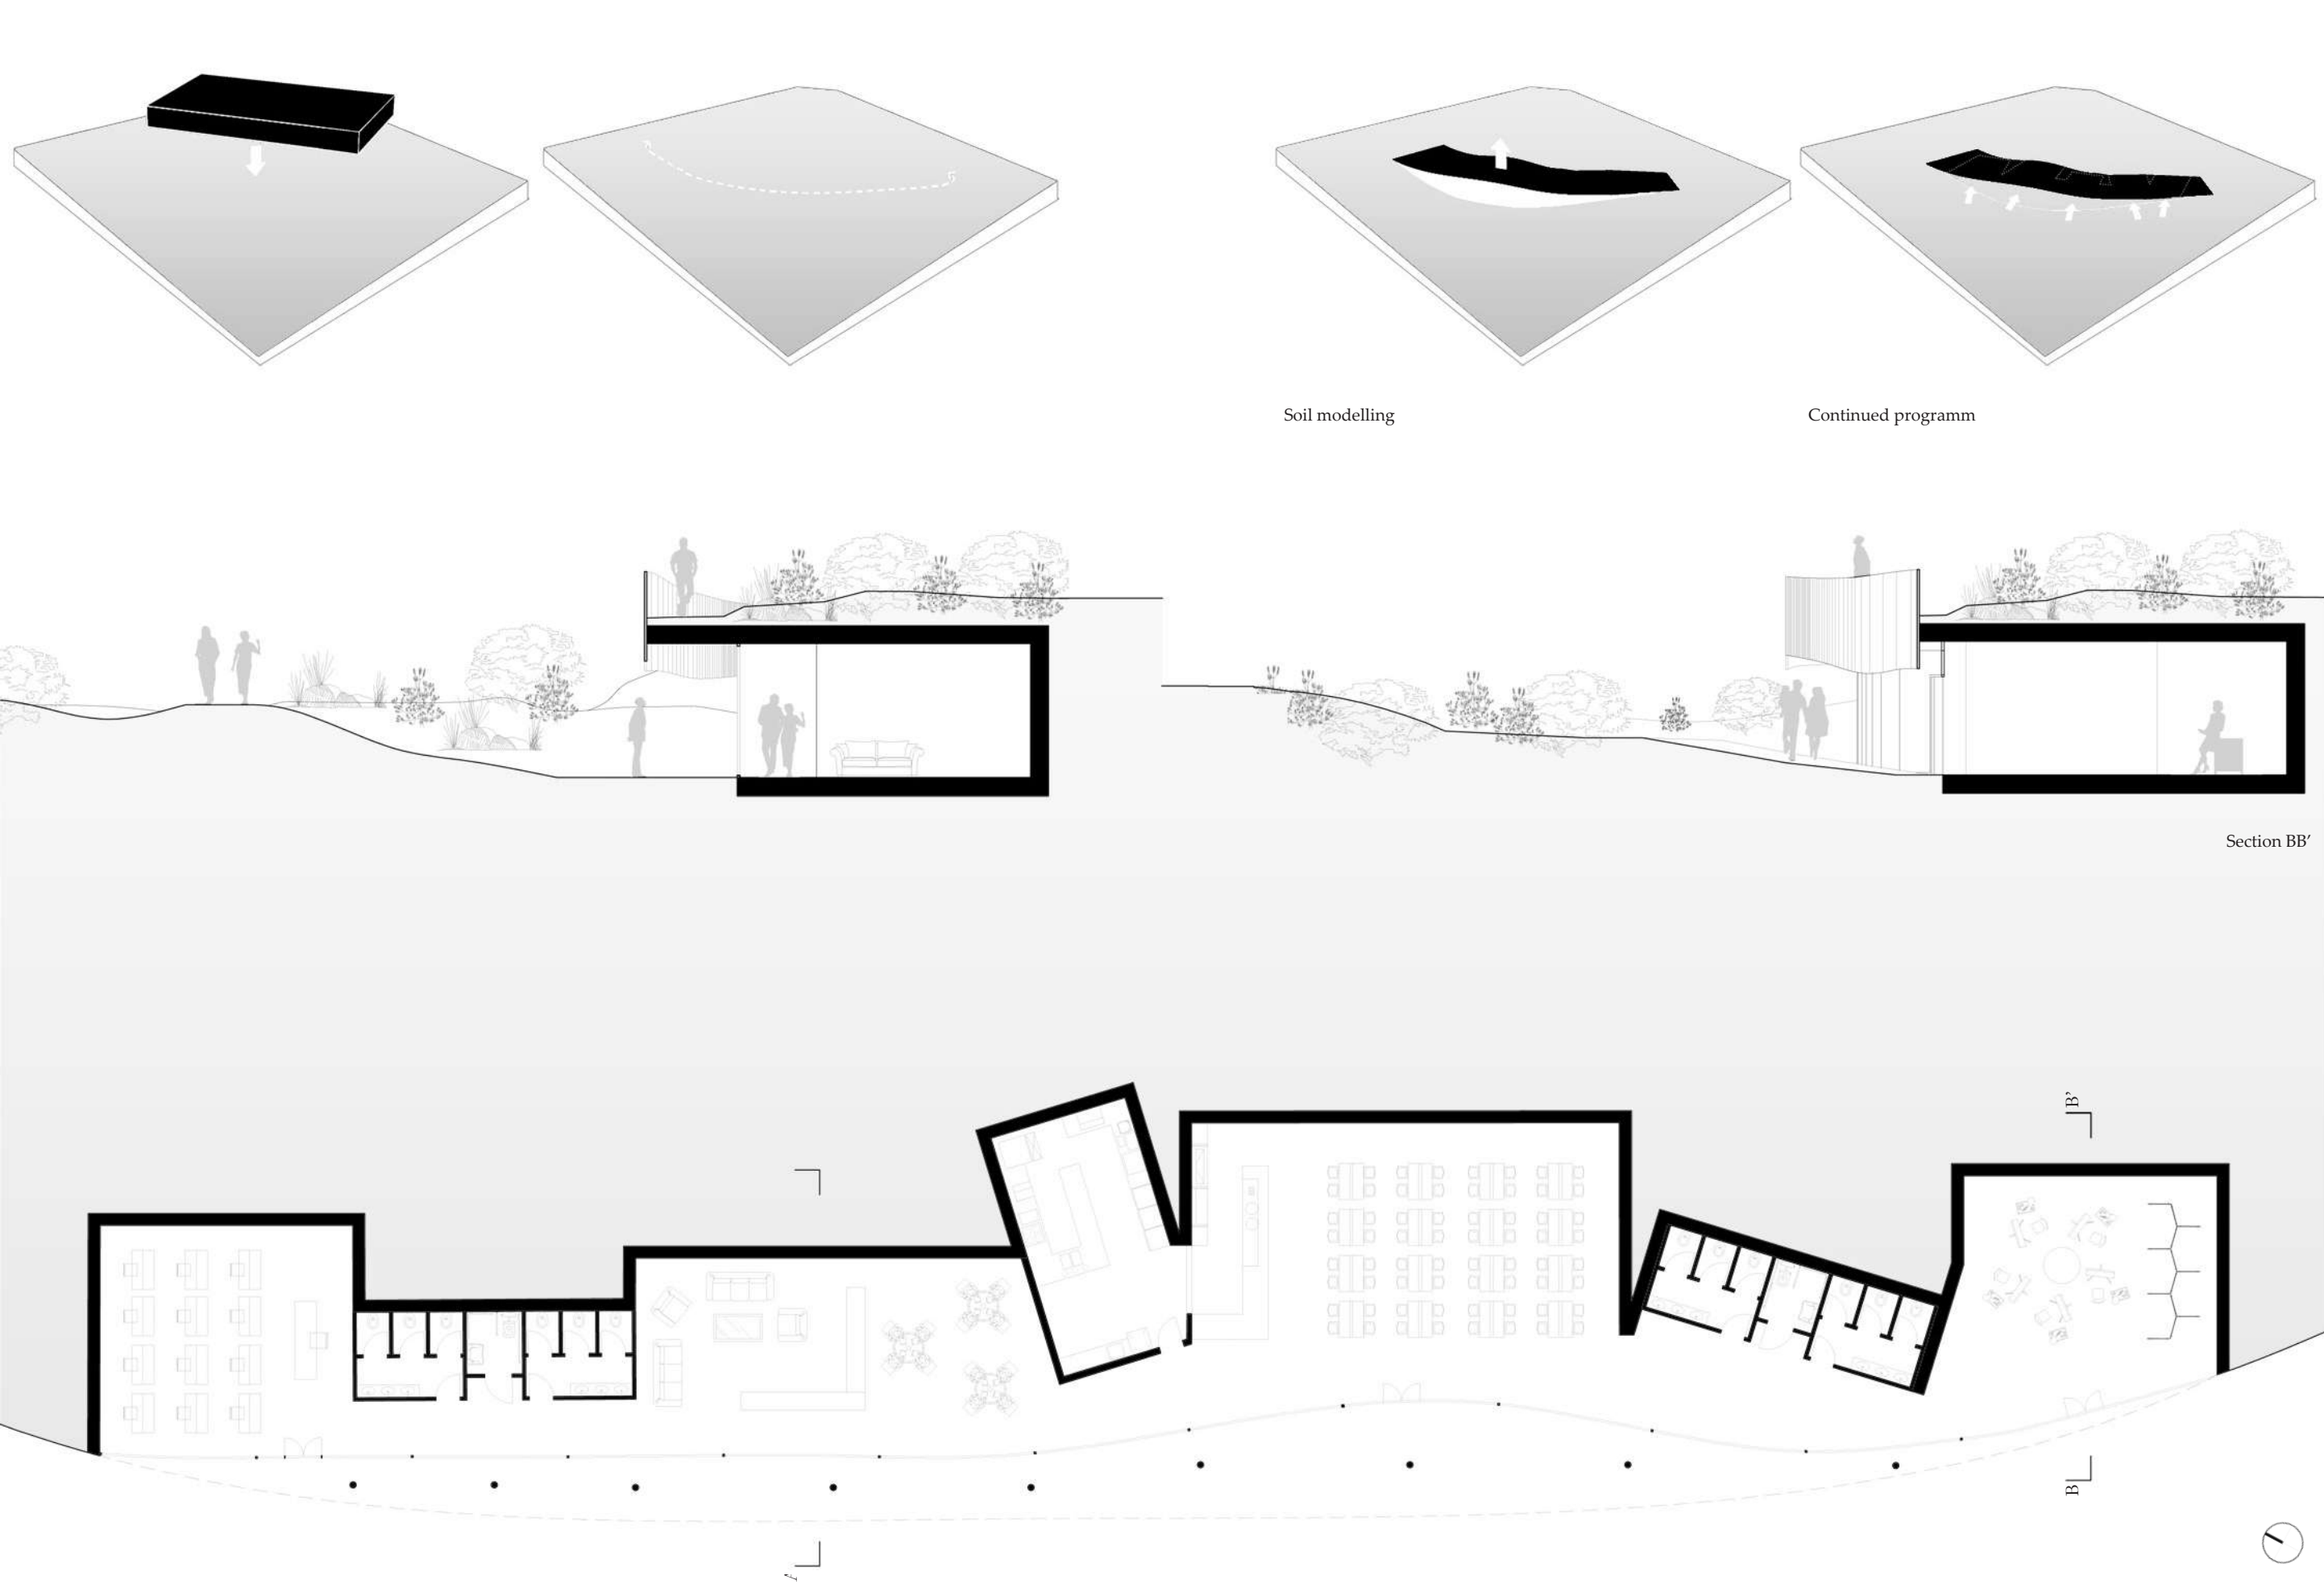 Soil modelling
Continued programm
Section BB'
B'
B